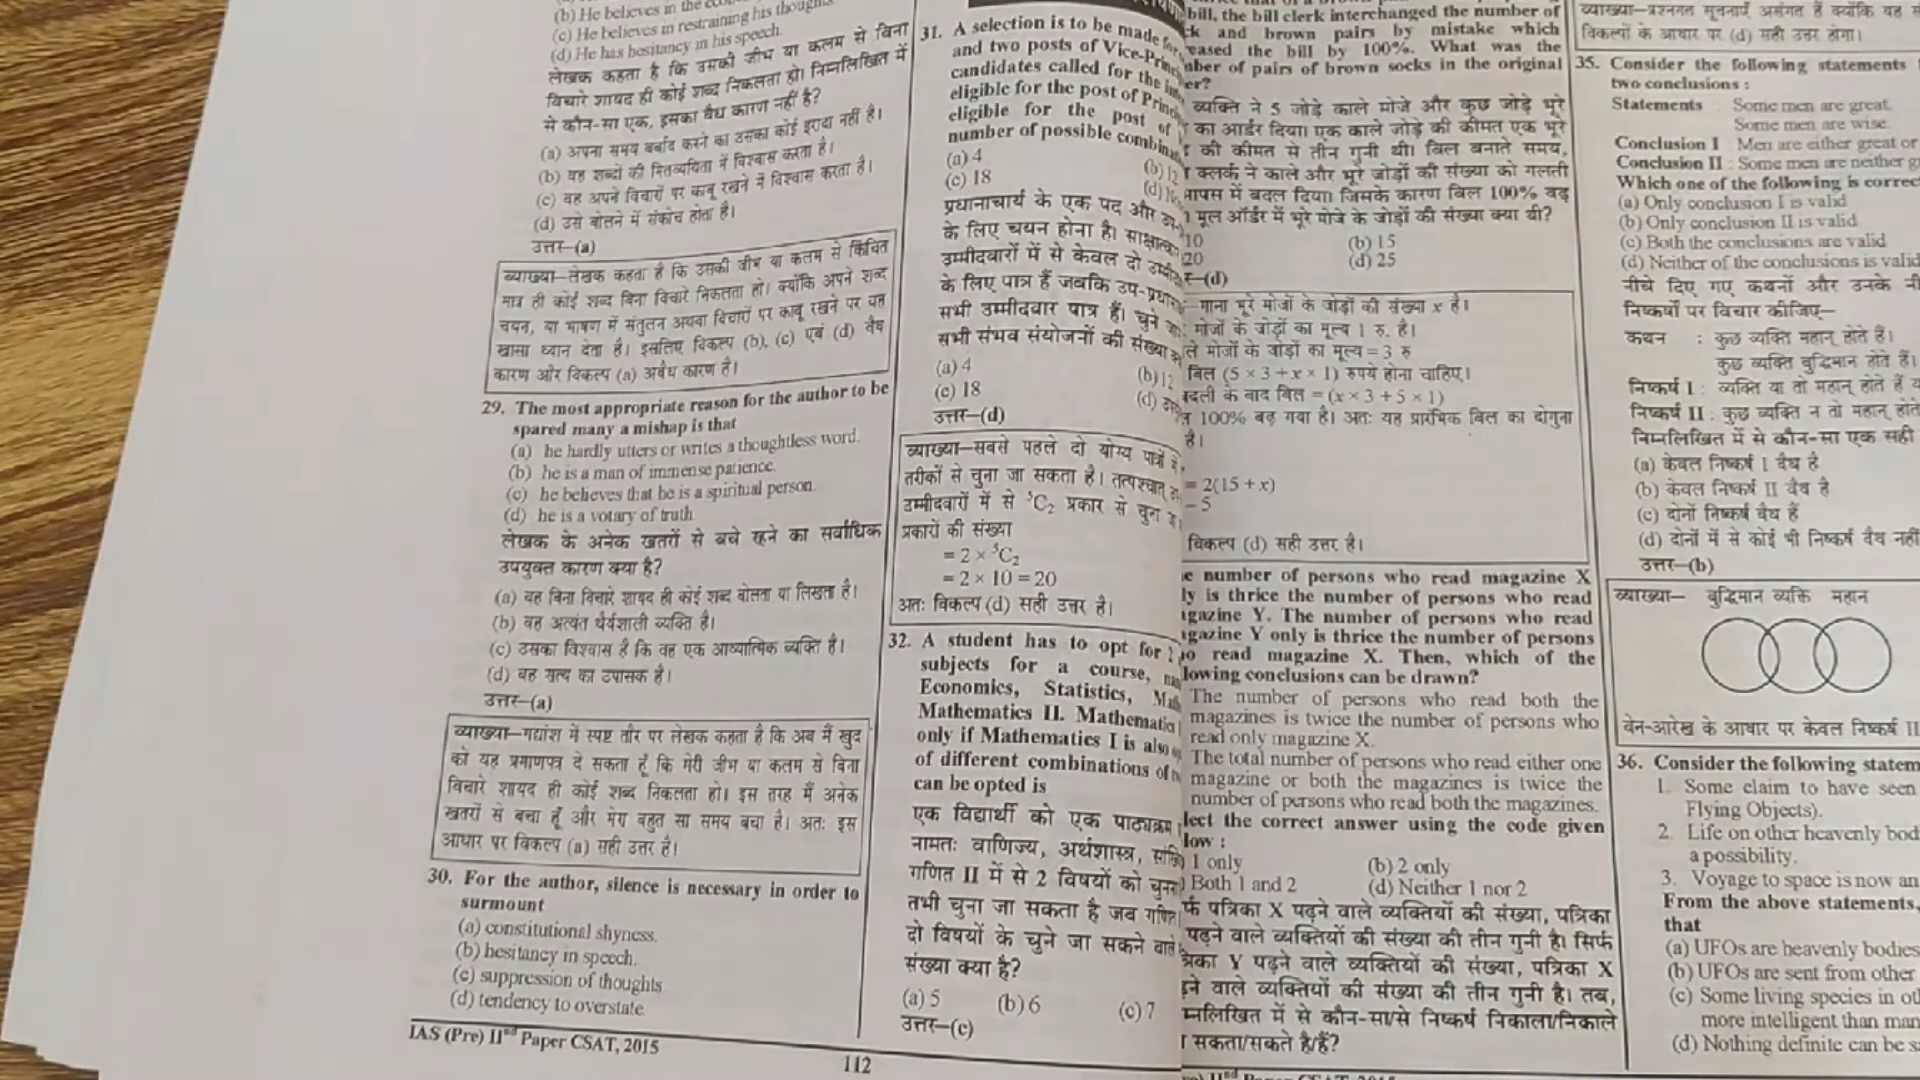 (b) He believes in the
(c) He believes in restraining his
(d) He has hesitancy in his speech.
लेखक कहता है कि उसकी जीभ या कलम से बिना
विचारे शायद ही कोई शब्द निकलता हो। निम्नलिखित में
से कौन-सा एक, इसका वैध कारण नहीं है?
(a) अपना समय बर्बाद करने का उसका कोई इरादा नहीं है।
(b) वह शब्दों की मितव्ययिता में विश्वास करता है।
(c) वह अपने विचारों पर काबू रखने में विश्वास करता है।
(d) उसे बोलने में संकोच होता है।
उत्तर–(a)
व्याख्या–लेखक कहता है कि उसकी जीभ या कलम से किंचित
मात्र ही कोई शब्द बिना विचारे निकलता हो। क्योंकि अपने शब्द
चयन, या भाषण में संतुलन अथवा विचारों पर काबू रखने पर वह
खासा ध्यान देता है। इसलिए विकल्प (b), (c) एवं (d) वैध
कारण और विकल्प (a) अवैध कारण है।
29. The most appropriate reason for the author to be
spared many a mishap is that
(a) he hardly utters or writes a thoughtless word.
(b) he is a man of immense patience.
(c) he believes that he is a spiritual person.
(d) he is a votary of truth
लेखक के अनेक खतरों से बचे रहने का सर्वाधिक
उपयुक्त कारण क्या है?
(a) वह बिना विचारे शायद ही कोई शब्द बोलता या लिखता है।
(b) वह अत्यंत धैर्यशाली व्यक्ति है।
(c) उसका विश्वास है कि वह एक आध्यात्मिक व्यक्ति है।
(d) वह सत्य का उपासक है।
उत्तर–(a)
व्याख्या–गद्यांश में स्पष्ट तौर पर लेखक कहता है कि अब मैं खुद
को यह प्रमाणपत्र दे सकता हूँ कि मेरी जीभ या कलम से बिना
विचारे शायद ही कोई शब्द निकलता हो। इस तरह मैं अनेक
खतरों से बचा हूँ और मेरा बहुत सा समय बचा है। अतः इस
आधार पर विकल्प (a) सही उत्तर है।
30. For the author, silence is necessary in order to
surmount
(a) constitutional shyness.
(b) hesitancy in speech.
(c) suppression of thoughts
(d) tendency to overstate.
IAS (Pre) IInd Paper CSAT, 2015
112
31. A selection is to be made for
and two posts of
candidates called for the
eligible for the post of
eligible for the post of
number of possible
(a) 4
(b) 12
(c) 18
(d)
प्रधानाचार्य के एक पद और
के लिए चयन होना है।
उम्मीदवारों में से केवल दो
के लिए पात्र हैं जबकि
सभी उम्मीदवार पात्र हैं। चुने
सभी संभव संयोजनों की संख्या
(a) 4
(b) 12
(c) 18
(d)
उत्तर–(d)
व्याख्या–सबसे पहले दो योग्य पात्रों
तरीकों से चुना जा सकता है। तत्पश्चात्
उम्मीदवारों में से ⁵C₂ प्रकार से चुन
प्रकारों की संख्या
= 2 × ⁵C₂
= 2 × 10 = 20
अतः विकल्प (d) सही उत्तर है।
32. A student has to opt for 2
subjects for a course,
Economics, Statistics,
Mathematics II.
only if Mathematics I is also
of different combinations of
can be opted is
एक विद्यार्थी को एक पाठ्यक्रम
नामतः वाणिज्य, अर्थशास्त्र,
गणित II में से 2 विषयों को
तभी चुना जा सकता है जब
दो विषयों के चुने जा सकने वाले
संख्या क्या है?
(a) 5
(b) 6
(c) 7
उत्तर–(c)
bill, the bill clerk interchanged the number of
and brown pairs by mistake which
the bill by 100%. What was the
of pairs of brown socks in the original
व्यक्ति ने 5 जोड़े काले मोजे और कुछ जोड़े भूरे
का आर्डर दिया। एक काले जोड़े की कीमत एक भूरे
की कीमत से तीन गुनी थी। बिल बनाते समय,
क्लर्क ने काले और भूरे जोड़ों की संख्या को गलती
में बदल दिया। जिसके कारण बिल 100% बढ़
मूल ऑर्डर में भूरे मोजे के जोड़ों की संख्या क्या थी?
10
(b) 15
20
(d) 25
–(d)
माना भूरे मोजों के जोड़ों की संख्या x है।
मोजों के जोड़ों का मूल्य 1 रु. है।
मोजों के जोड़ों का मूल्य = 3 रु
बिल (5 × 3 + x × 1) रुपये होना चाहिए।
के बाद बिल = (x × 3 + 5 × 1)
100% बढ़ गया है। अतः यह प्रारंभिक बिल का दोगुना
है।
= 2(15 + x)
5
विकल्प (d) सही उत्तर है।
number of persons who read magazine X
is thrice the number of persons who read
Y. The number of persons who read
Y only is thrice the number of persons
read magazine X. Then, which of the
conclusions can be drawn?
The number of persons who read both the
magazines is twice the number of persons who
read only magazine X.
The total number of persons who read either one
magazine or both the magazines is twice the
number of persons who read both the magazines.
the correct answer using the code given
1 only
(b) 2 only
Both 1 and 2
(d) Neither 1 nor 2
पत्रिका X पढ़ने वाले व्यक्तियों की संख्या, पत्रिका
पढ़ने वाले व्यक्तियों की संख्या की तीन गुनी है। सिर्फ
Y पढ़ने वाले व्यक्तियों की संख्या, पत्रिका X
वाले व्यक्तियों की संख्या की तीन गुनी है। तब,
में से कौन-सा/से निष्कर्ष निकाला/निकाले
सकता/सकते है/हैं?
व्याख्या–प्रश्नगत सूचनाएँ असंगत हैं क्योंकि यह
विकल्पों के आधार पर (d) सही उत्तर होगा।
35. Consider the following statements
two conclusions :
Statements Some men are great.
Some men are wise.
Conclusion I Men are either great or
Conclusion II : Some men are neither
Which one of the following is
(a) Only conclusion I is valid
(b) Only conclusion II is valid
(c) Both the conclusions are valid
(d) Neither of the conclusions is valid
नीचे दिए गए कथनों और उनके
निष्कर्षों पर विचार कीजिए–
कथन : कुछ व्यक्ति महान् होते हैं।
कुछ व्यक्ति बुद्धिमान होते हैं।
निष्कर्ष I : व्यक्ति या तो महान् होते हैं
निष्कर्ष II : कुछ व्यक्ति न तो महान् होते
निम्नलिखित में से कौन-सा एक सही
(a) केवल निष्कर्ष I वैध है
(b) केवल निष्कर्ष II वैध है
(c) दोनों निष्कर्ष वैध हैं
(d) दोनों में से कोई भी निष्कर्ष वैध नहीं
उत्तर–(b)
व्याख्या– बुद्धिमान व्यक्ति महान
वेन-आरेख के आधार पर केवल निष्कर्ष II
36. Consider the following
1. Some claim to have seen
Flying Objects).
2. Life on other heavenly
a possibility.
3. Voyage to space is now an
From the above statements,
that
(a) UFOs are heavenly bodies
(b) UFOs are sent from other
(c) Some living species in
more intelligent than man
(d) Nothing definite can be